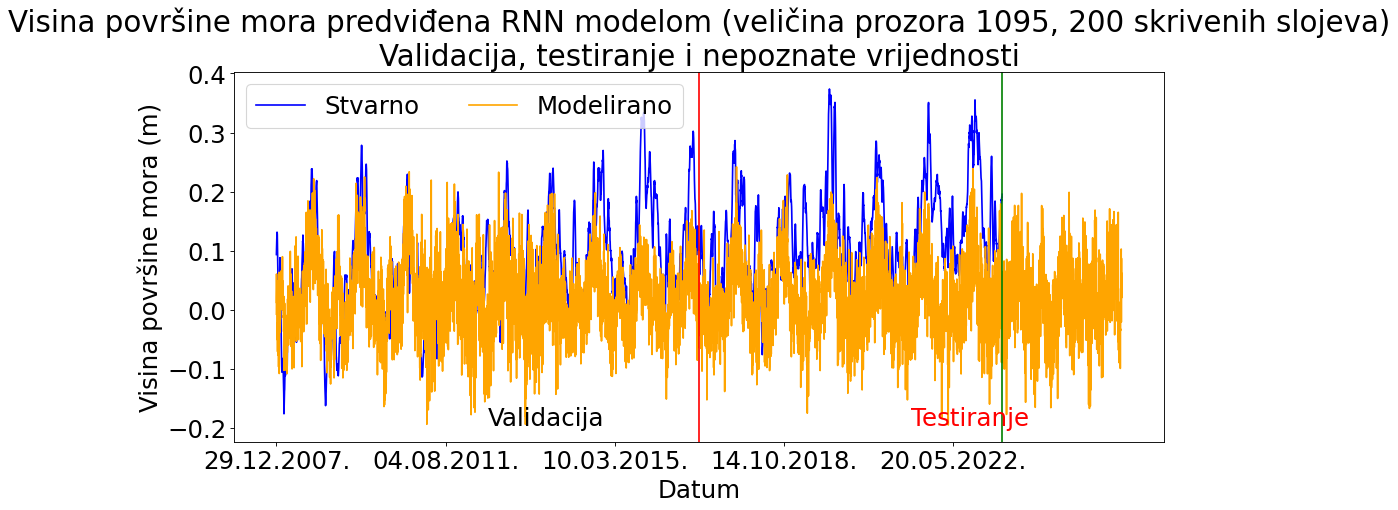 Visina površine mora predviđena RNN modelom (veličina prozora 1095, 200 skrivenih slojeva)
Validacija, testiranje i nepoznate vrijednosti
Visina površine mora (m)
0.4
0.3
0.2
0.1
0.0
−0.1
−0.2
Stvarno Modelirano
Validacija Testiranje
29.12.2007. 04.08.2011. 10.03.2015. 14.10.2018. 20.05.2022.
Datum